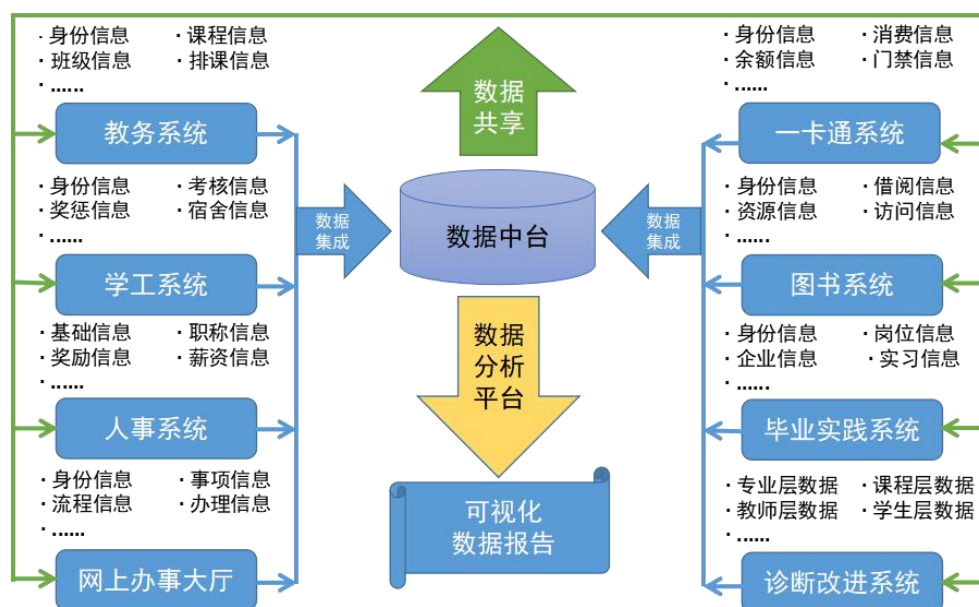 · 身份信息 · 课程信息
· 班级信息 · 排课信息
· ......
教务系统
· 身份信息 · 考核信息
· 奖惩信息 · 宿舍信息
· ......
学工系统
· 基础信息 · 职称信息
· 奖励信息 · 薪资信息
· ......
人事系统
· 身份信息 · 事项信息
· 流程信息 · 办理信息
· ......
网上办事大厅
数据
集成
数据
共享
数据中台
数据
分析
平台
可视化
数据报告
数据
集成
· 身份信息 · 消费信息
· 余额信息 · 门禁信息
· ......
一卡通系统
· 身份信息 · 借阅信息
· 资源信息 · 访问信息
· ......
图书系统
· 身份信息 · 岗位信息
· 企业信息 · 实习信息
· ......
毕业实践系统
· 专业层数据 · 课程层数据
· 教师层数据 · 学生层数据
· ......
诊断改进系统